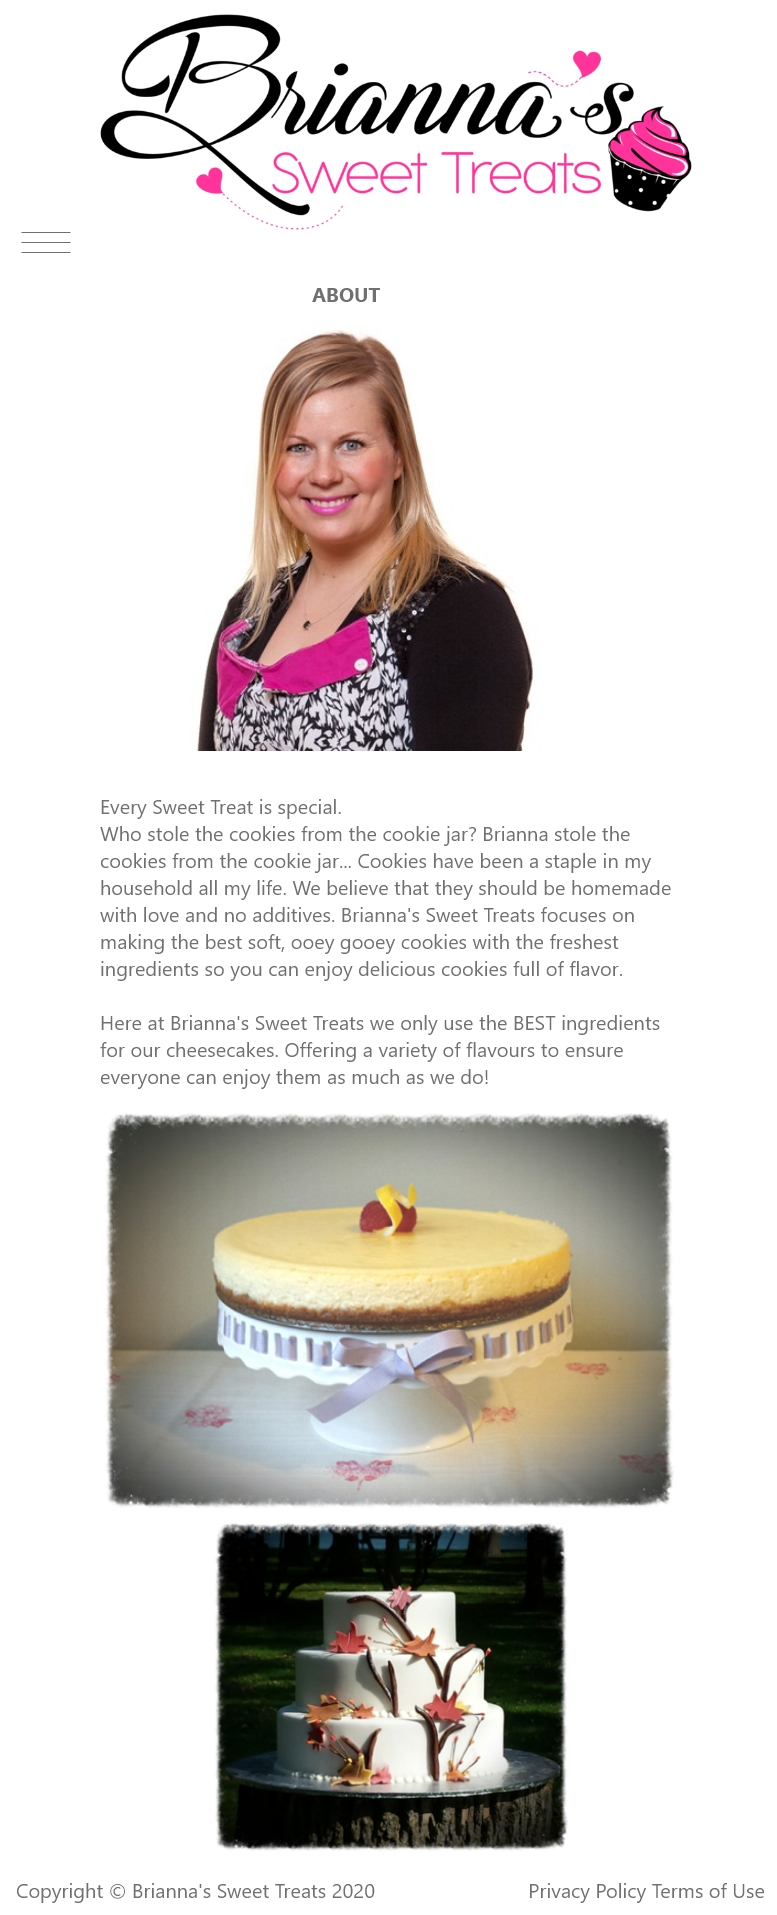 Brianna's
Sweet Treats
ABOUT
Every Sweet Treat is special.
Who stole the cookies from the cookie jar? Brianna stole the
cookies from the cookie jar... Cookies have been a staple in my
household all my life. We believe that they should be homemade
with love and no additives. Brianna's Sweet Treats focuses on
making the best soft, ooey gooey cookies with the freshest
ingredients so you can enjoy delicious cookies full of flavor.
Here at Brianna's Sweet Treats we only use the BEST ingredients
for our cheesecakes. Offering a variety of flavours to ensure
everyone can enjoy them as much as we do!
Copyright © Brianna's Sweet Treats 2020 Privacy Policy Terms of Use